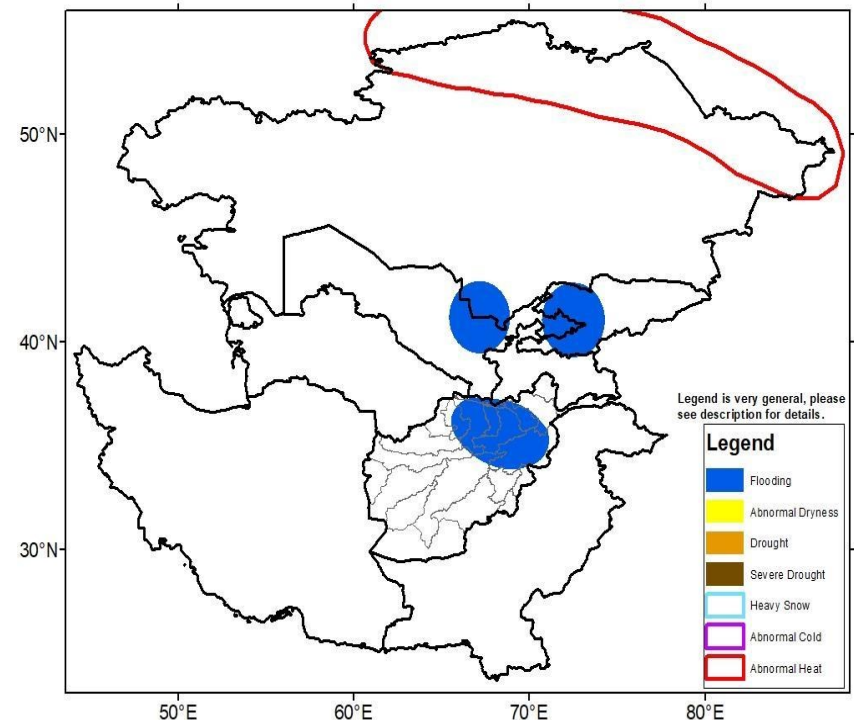 50°N
40°N
30°N
50°E
60°E
70°E
80°E
Legend is very general, please
see description for details.
Legend
Flooding
Abnormal Dryness
Drought
Severe Drought
Heavy Snow
Abnormal Cold
Abnormal Heat